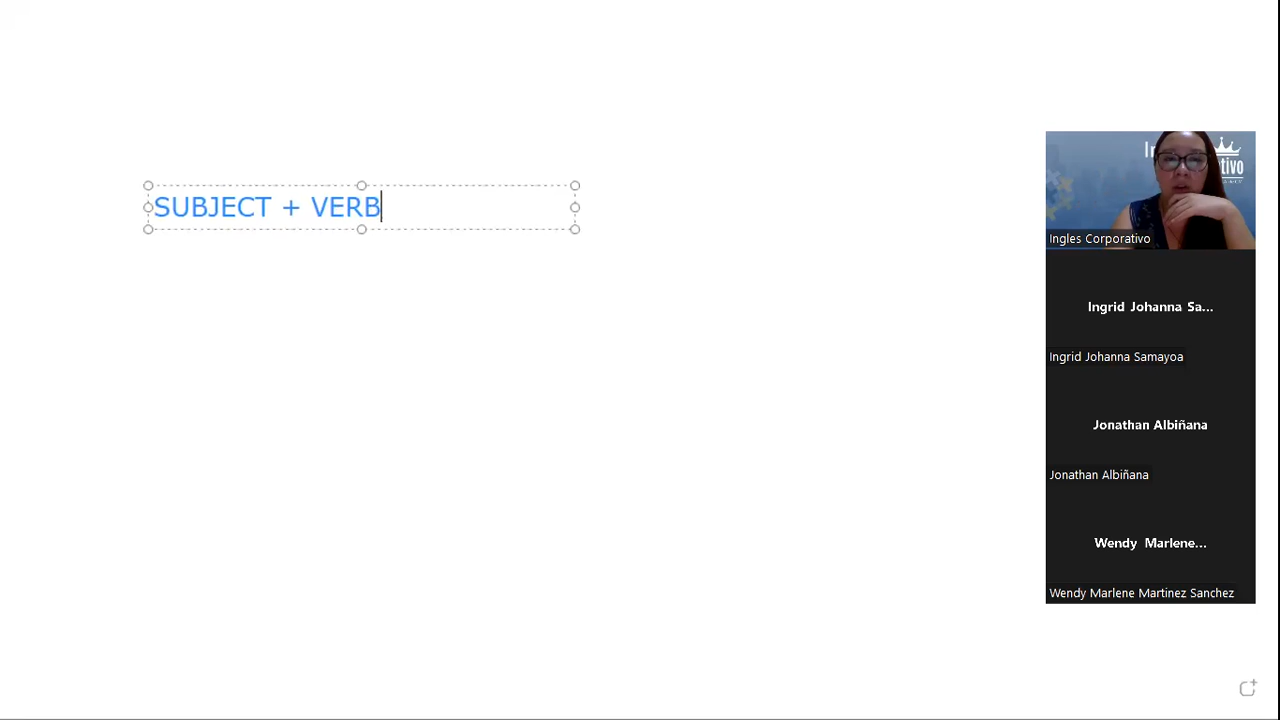 SUBJECT + VERB
Ingles Corporativo
Ingrid Johanna Sa...
Ingrid Johanna Samayoa
Jonathan Albiñana
Jonathan Albiñana
Wendy Marlene...
Wendy Marlene Martinez Sanchez